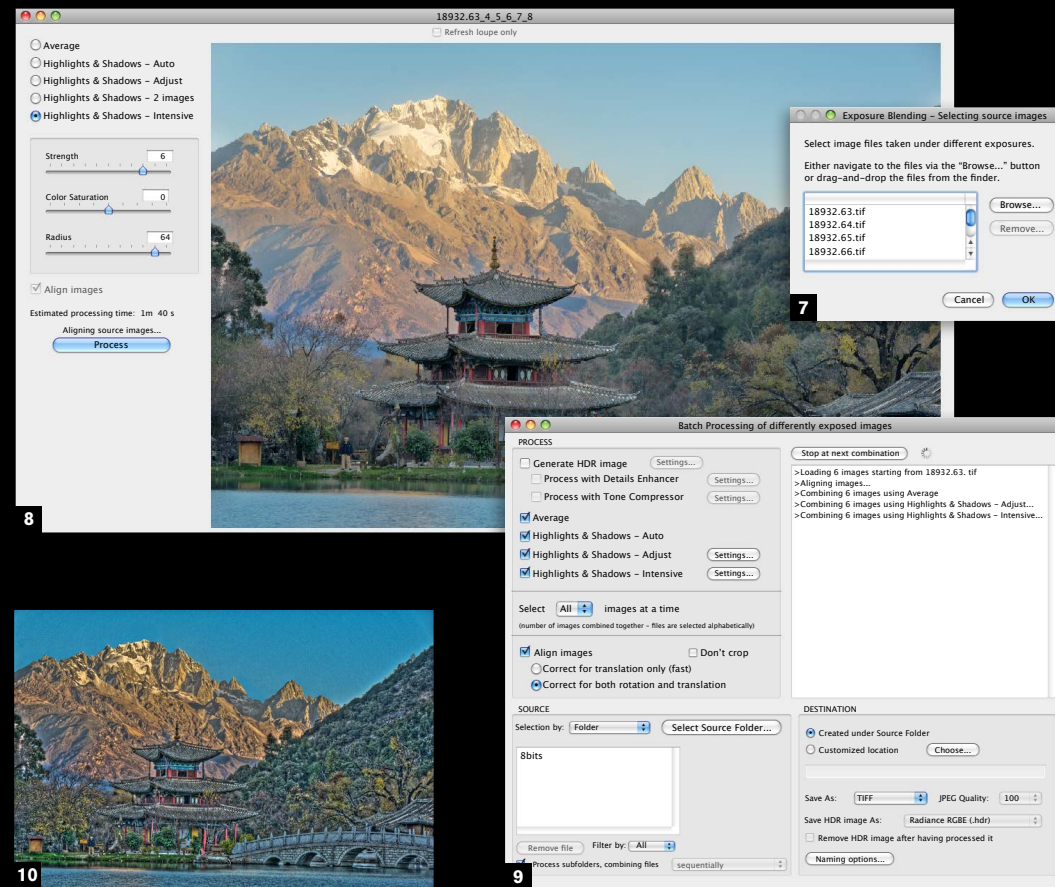 18932.63_4_5_6_7_8
Refresh loupe only
Average
Highlights & Shadows – Auto
Highlights & Shadows – Adjust
Highlights & Shadows – 2 images
Highlights & Shadows – Intensive
Strength 6
Color Saturation 0
Radius 64
Align images
Estimated processing time: 1m 40 s
Aligning source images...
Process
8
Exposure Blending – Selecting source images
Select image files taken under different exposures.
Either navigate to the files via the “Browse...” button
or drag-and-drop the files from the finder.
18932.63.tif
18932.64.tif
18932.65.tif
18932.66.tif
Browse...
Remove...
Cancel OK
7
Batch Processing of differently exposed images
PROCESS
Generate HDR image Settings...
Process with Details Enhancer Settings...
Process with Tone Compressor Settings...
Average
Highlights & Shadows – Auto
Highlights & Shadows – Adjust Settings...
Highlights & Shadows – Intensive Settings...
Select All images at a time
(number of images combined together – files are selected alphabetically)
Align images Don't crop
Correct for translation only (fast)
Correct for both rotation and translation
Stop at next combination
>Loading 6 images starting from 18932.63. tif
>Aligning images...
>Combining 6 images using Average
>Combining 6 images using Highlights & Shadows – Adjust...
>Combining 6 images using Highlights & Shadows – Intensive...
SOURCE
Selection by: Folder Select Source Folder...
8bits
Remove file Filter by: All
Process subfolders, combining files sequentially
DESTINATION
Created under Source Folder
Customized location Choose...
Save As: TIFF JPEG Quality: 100
Save HDR image As: Radiance RGBE (.hdr)
Remove HDR image after having processed it
Naming options...
9
10